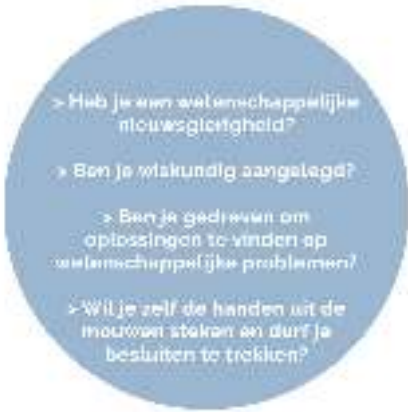 > Heb je een wetenschappelijke
nieuwsgierigheid?
> Ben je wiskundig aangelegd?
> Ben je gedreven om
oplossingen te vinden op
wetenschappelijke problemen?
> Wil je zelf de handen uit de
mouwen steken en durf je
besluiten te trekken?